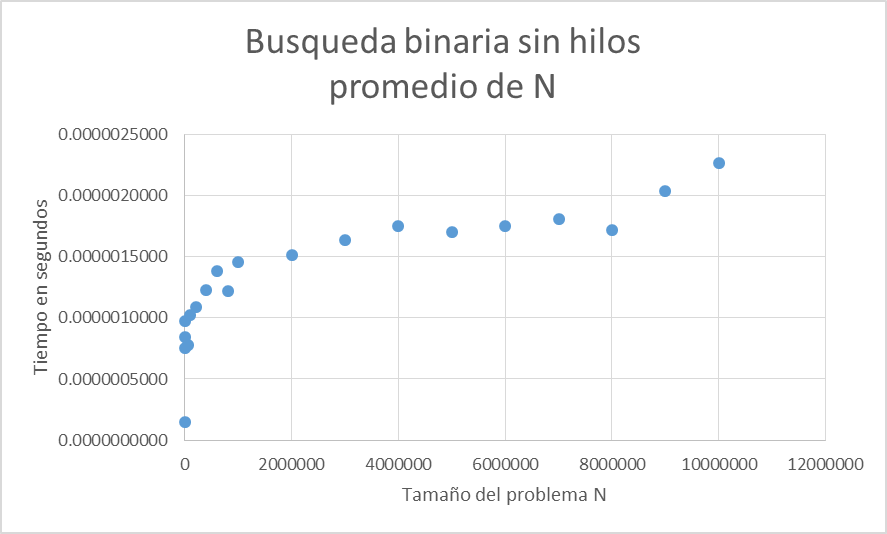 Busqueda binaria sin hilos
promedio de N
0.0000025000
0.0000020000
0.0000015000
0.0000010000
0.0000005000
0.0000000000
Tiempo en segundos
0 2000000 4000000 6000000 8000000 10000000 12000000
Tamaño del problema N